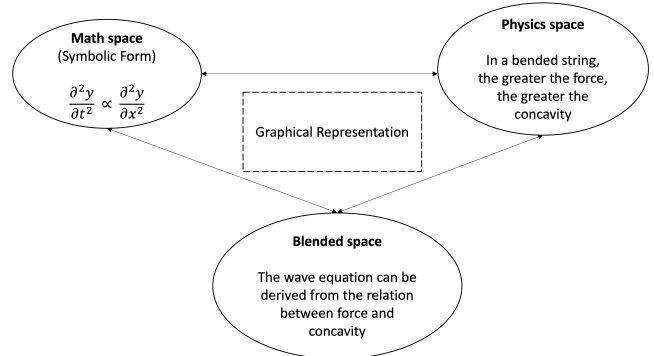 Math space
(Symbolic Form)
∂²y/∂t² ∝ ∂²y/∂x²
Physics space
In a bended string,
the greater the force,
the greater the
concavity
Graphical Representation
Blended space
The wave equation can be
derived from the relation
between force and
concavity